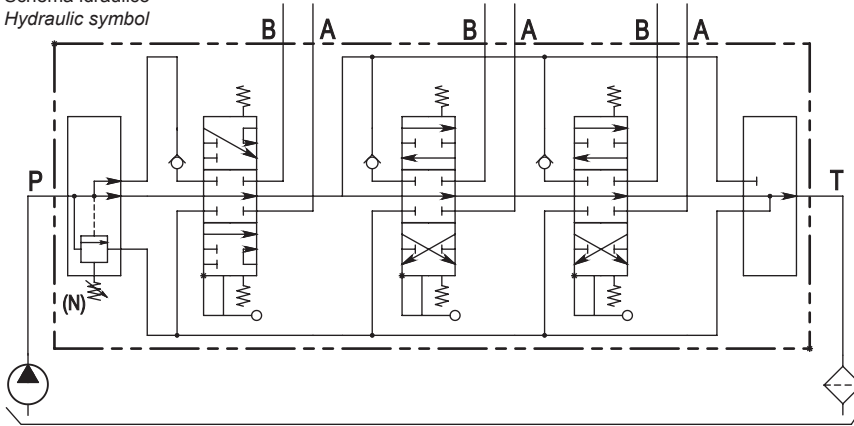 Schema idraulico
Hydraulic symbol
B A B A B A
P T
(N)